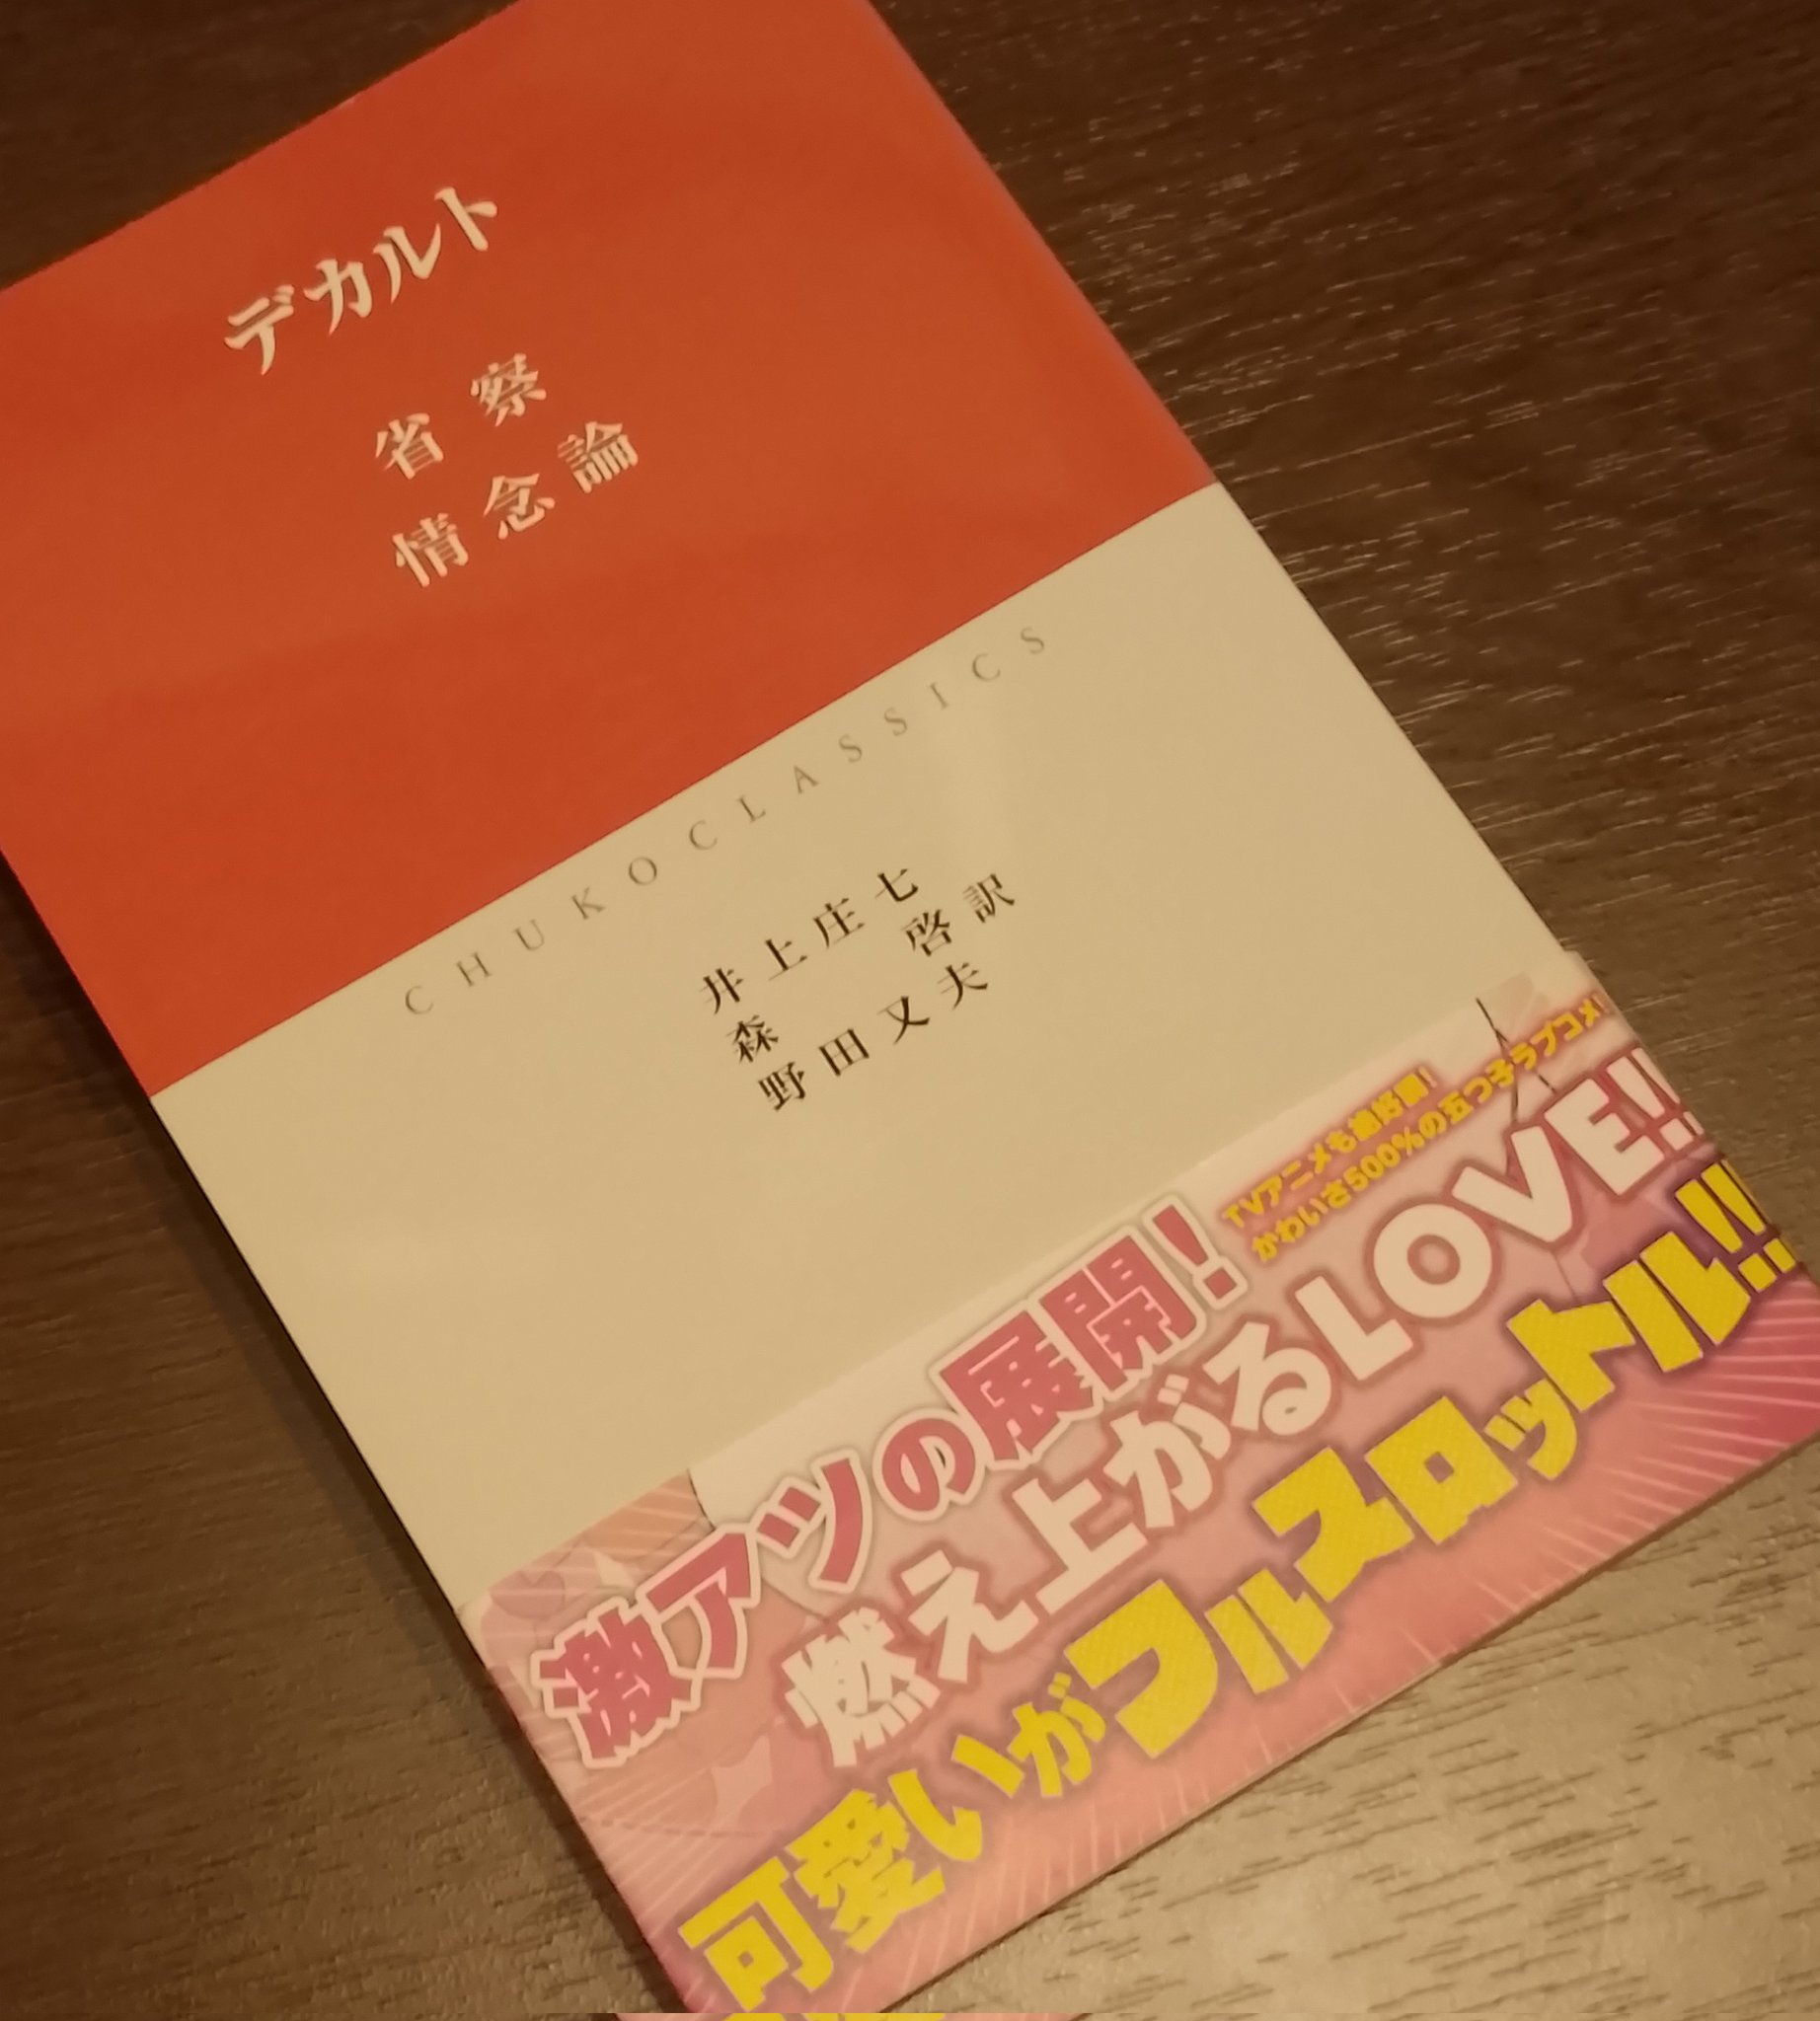 デカルト
省察
情念論
CHUKO CLASSICS
井上庄七
森 啓 訳
野田又夫
TVアニメも絶好調!
かわいさ500%の五つ子ラブコメ!
激アツの展開!
燃え上がるLOVE!!
可愛いがフルスロットル!!